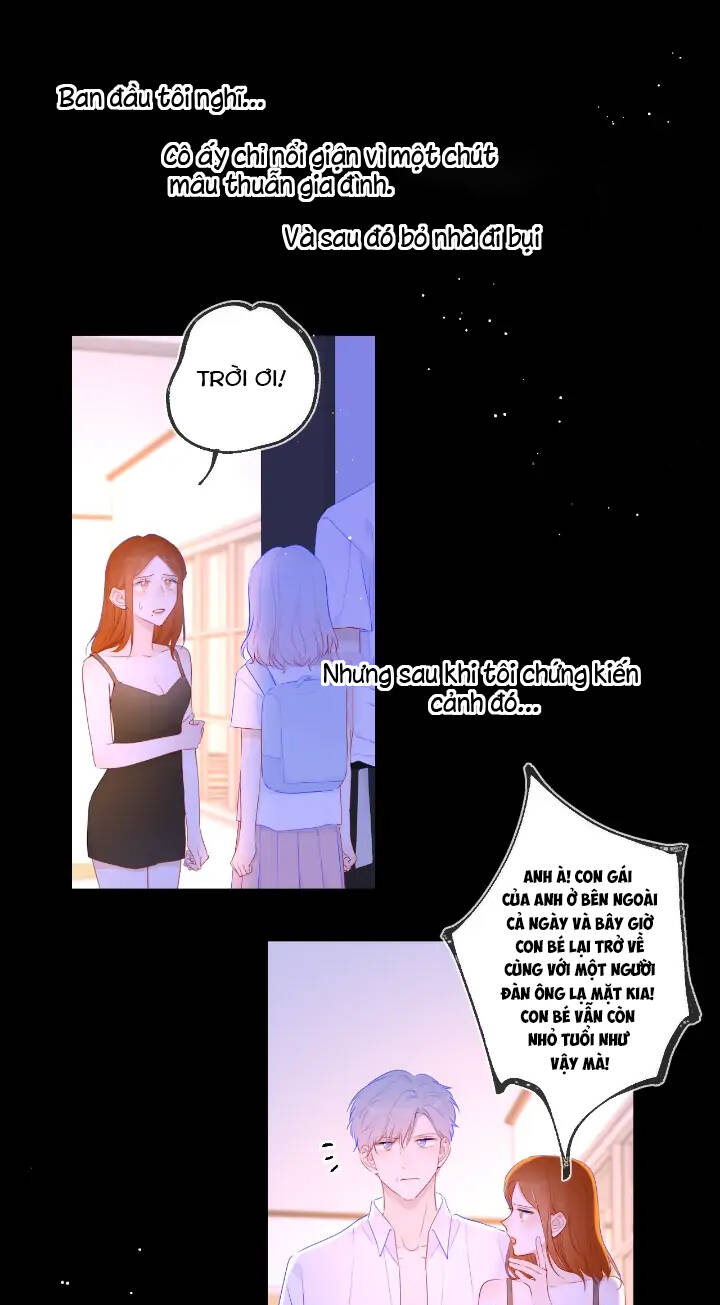 Ban đầu tôi nghĩ...
Cô ấy chỉ nổi giận vì một chút
mâu thuẫn gia đình.
Và sau đó bỏ nhà đi bụi
TRỜI ƠI!
Nhưng sau khi tôi chứng kiến
cảnh đó...
ANH À! CON GÁI
CỦA ANH Ở BÊN NGOÀI
CẢ NGÀY VÀ BÂY GIỜ
CON BÉ LẠI TRỞ VỀ
CÙNG VỚI MỘT NGƯỜI
ĐÀN ÔNG LẠ MẶT KIA!
CON BÉ VẪN CÒN
NHỎ TUỔI NHƯ
VẬY MÀ!